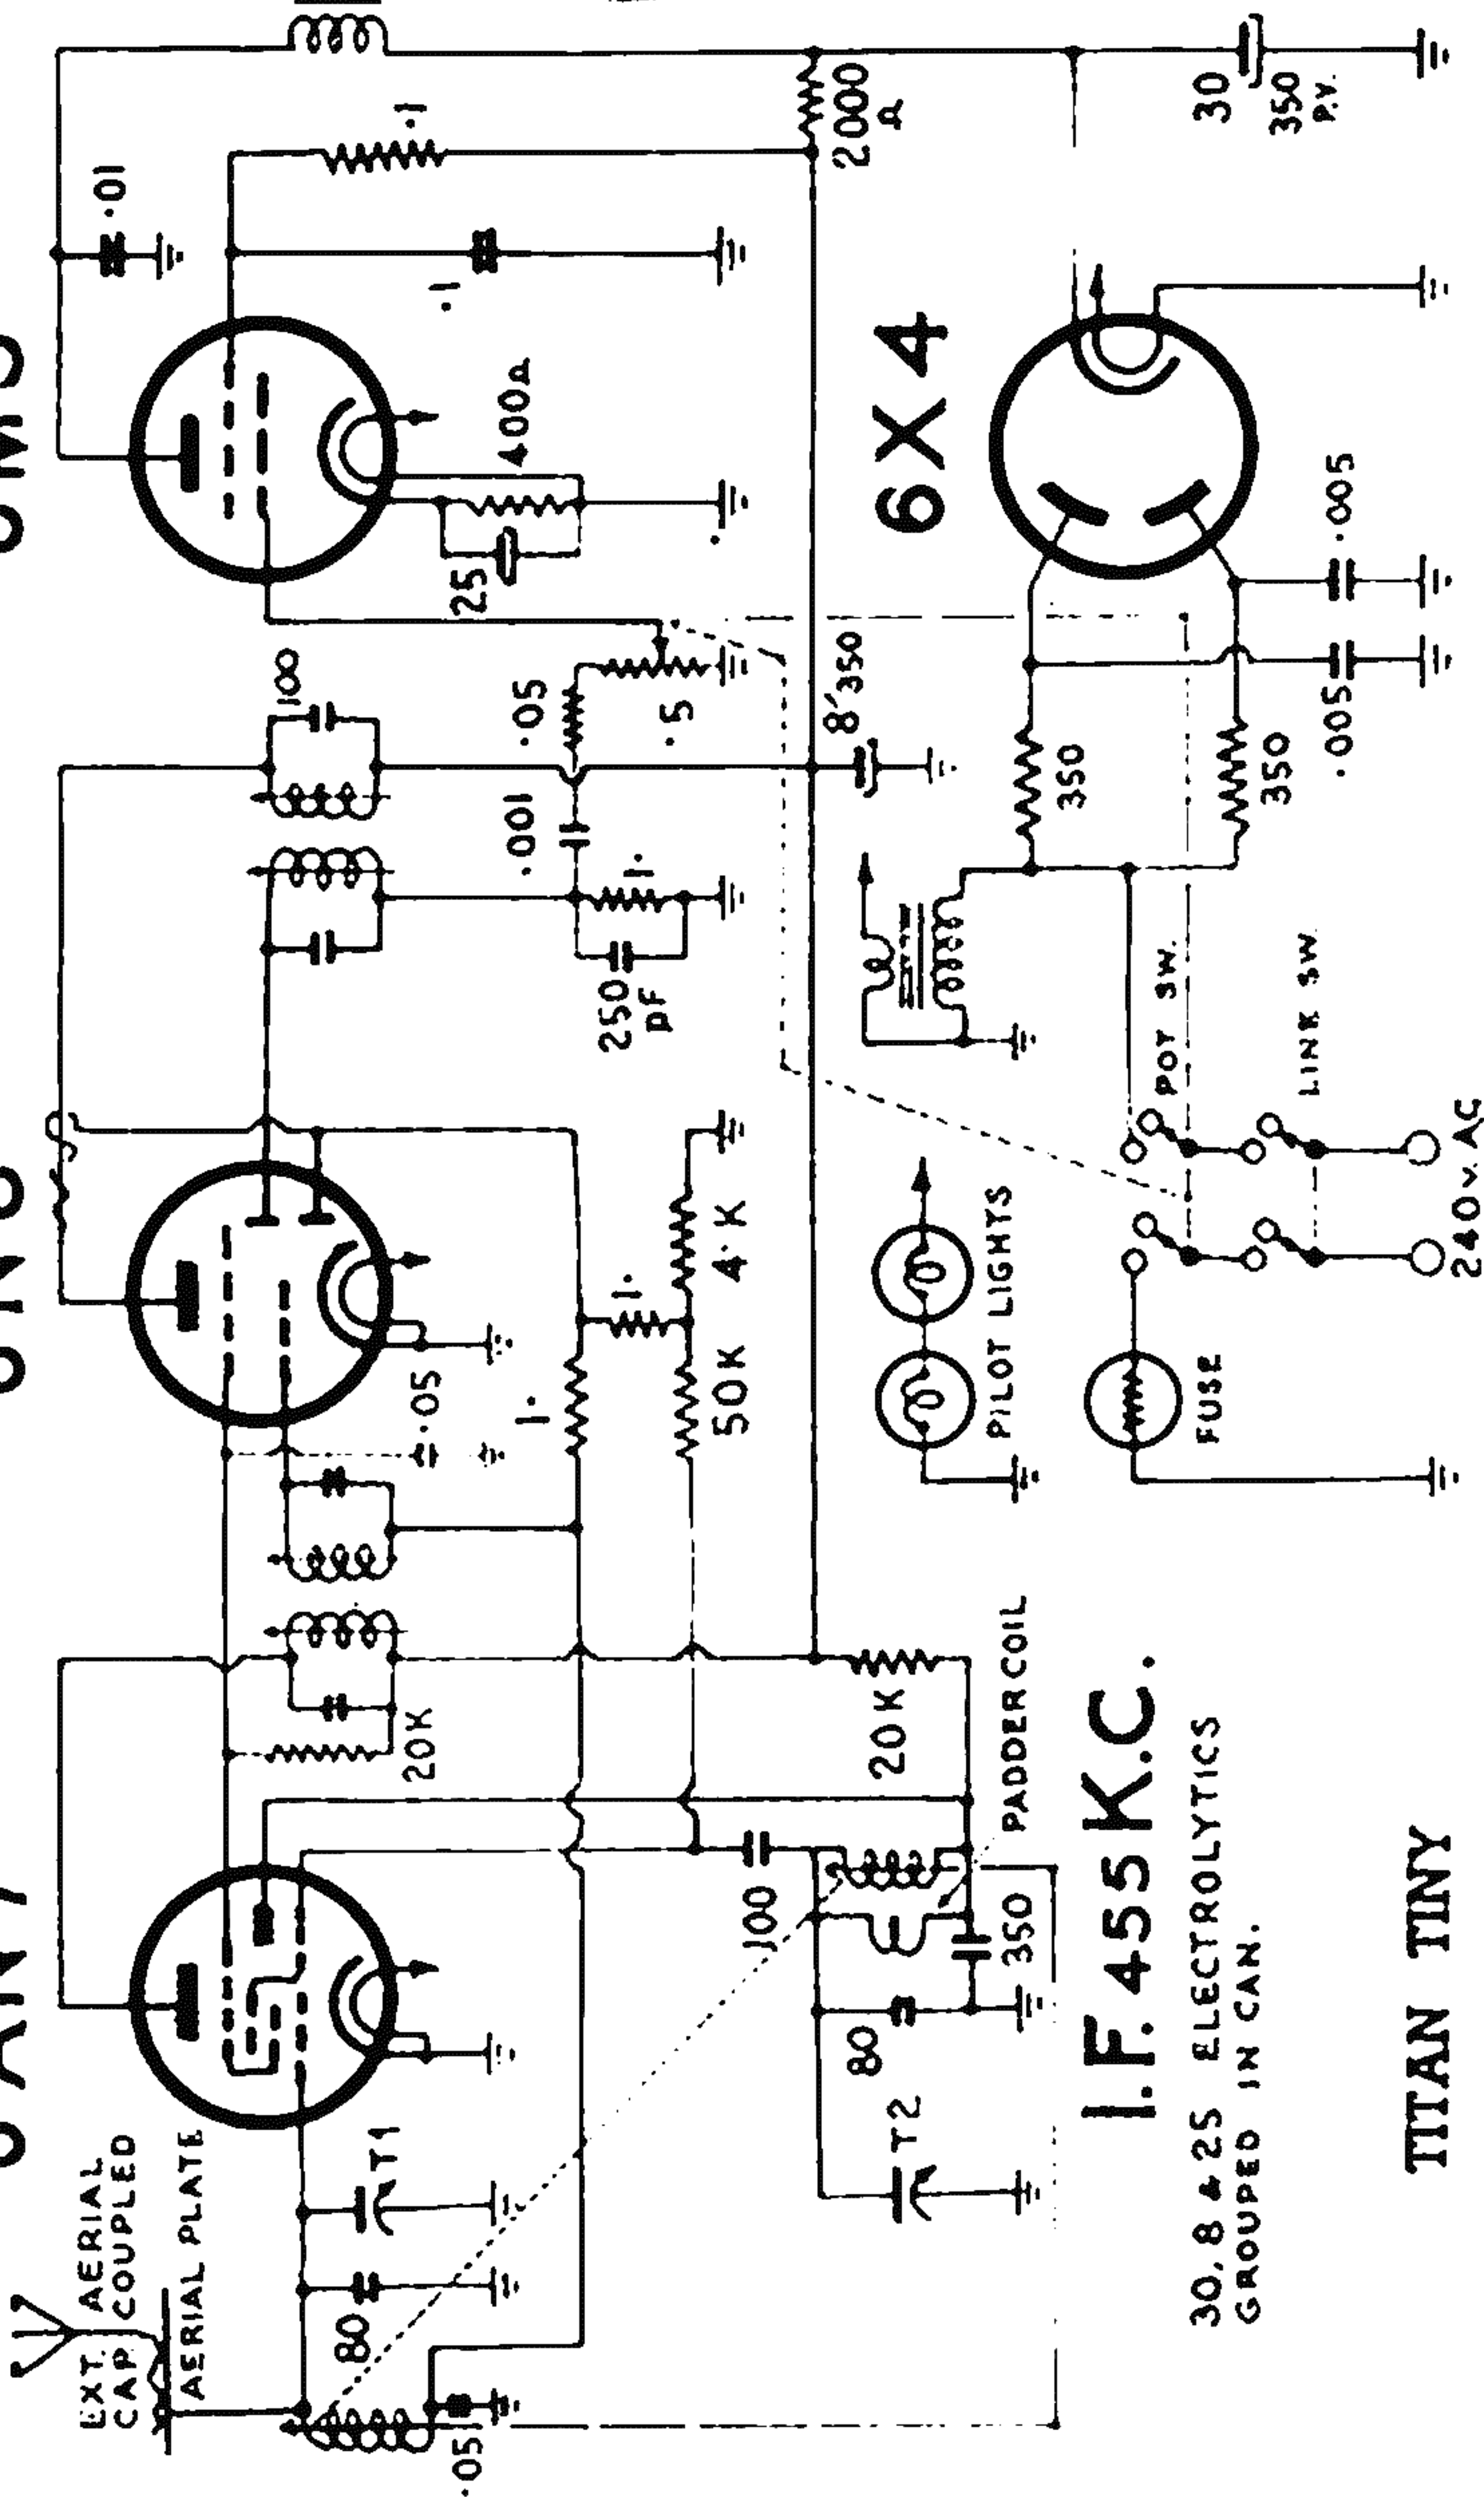 EXT. AERIAL
CAP COUPLED
AERIAL PLATE
80
T1
.05
20K
.05
1·
1·
50K
4·K
100
.001
250
PF
1·
.05
.5
25
400Ω
.01
.1
.1
2000
Ω
8
350
100
80
T2
350
20K
PADDER COIL
I.F. 455 K.C.
30, 8 & 25 ELECTROLYTICS
GROUPED IN CAN.
TITAN TINY
PILOT LIGHTS
FUSE
POT SW.
LINK SW.
240v. AC
350
350
.005
.005
6X4
30
350
P.V.